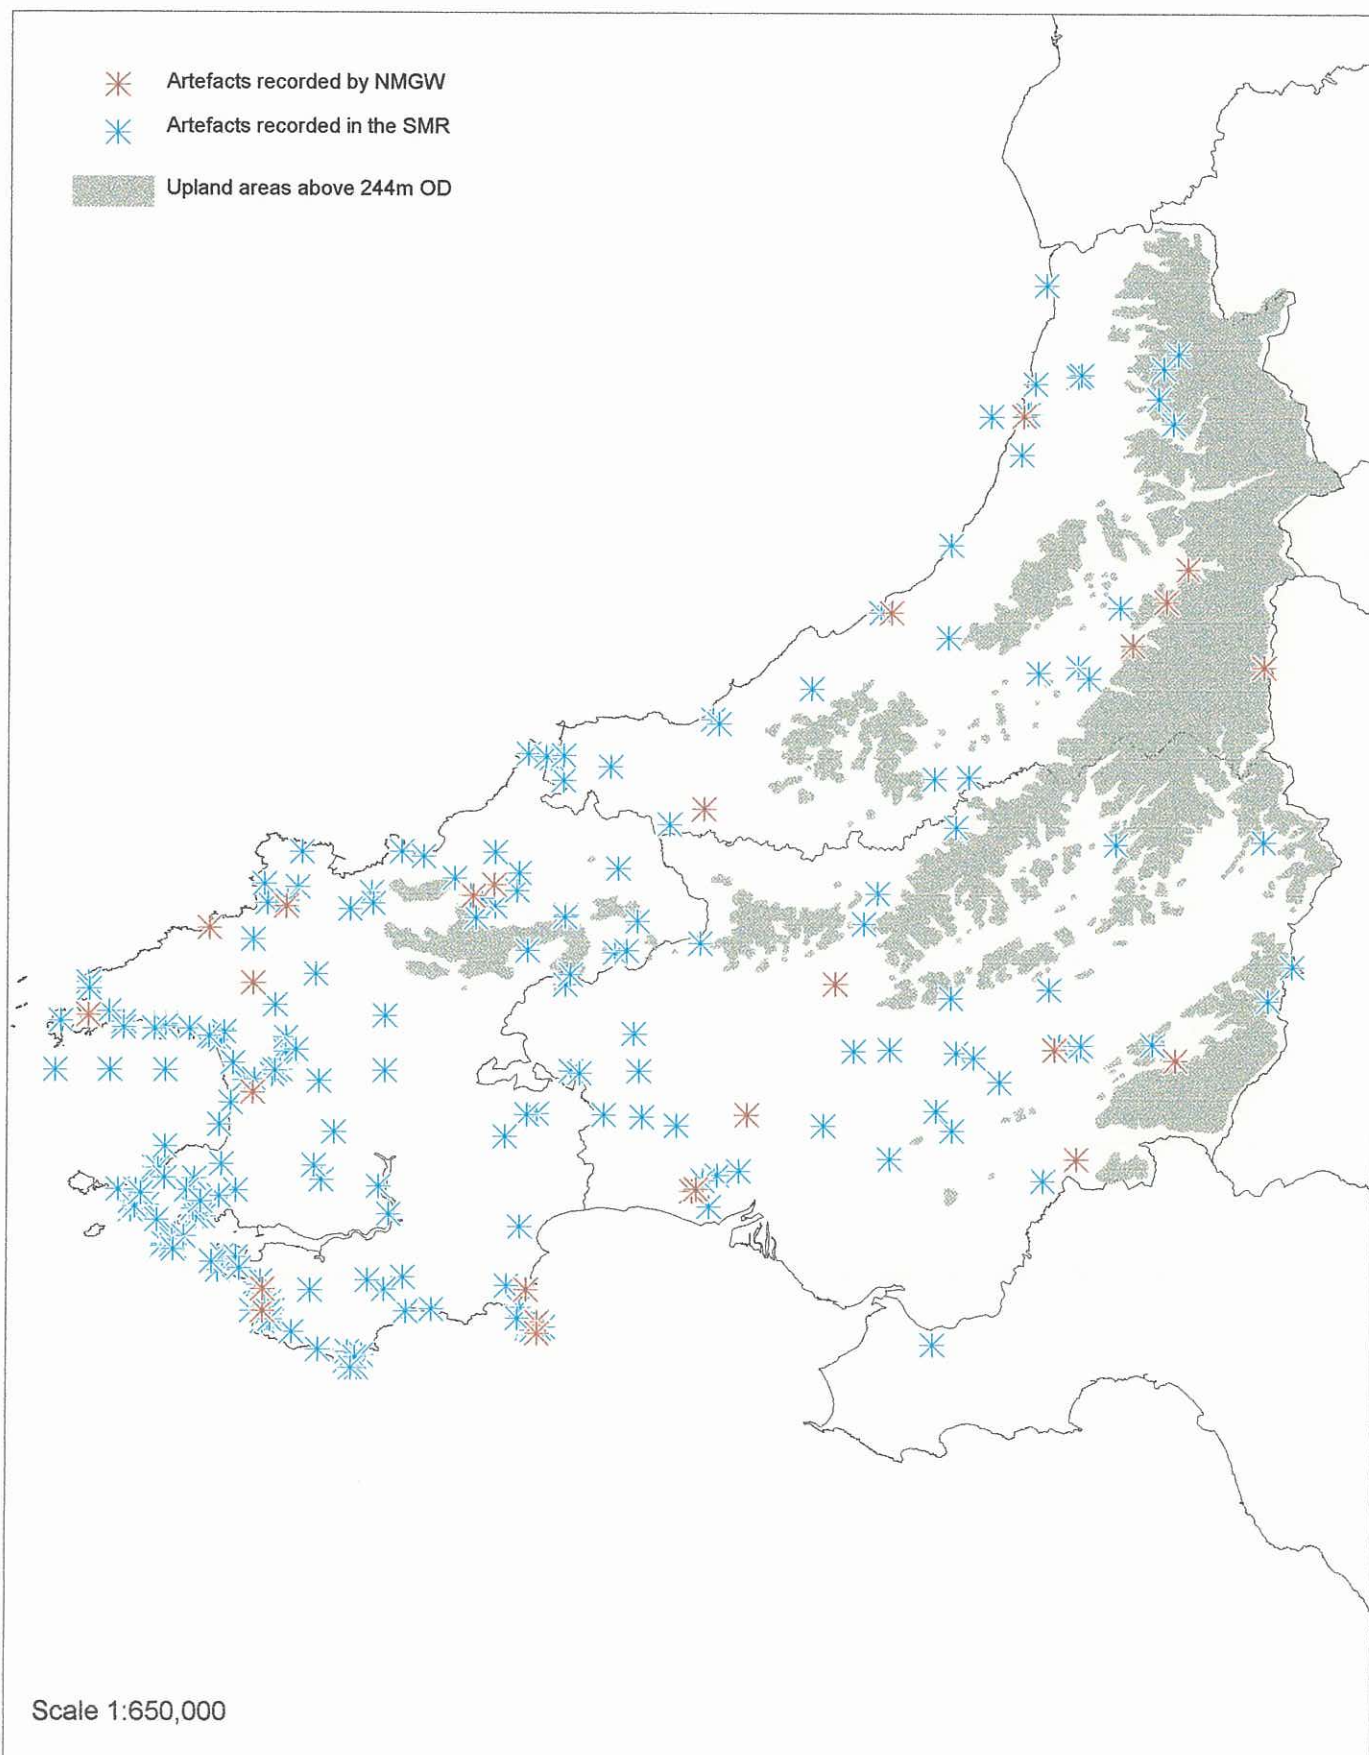 Artefacts recorded by NMGW
Artefacts recorded in the SMR
Upland areas above 244m OD
Scale 1:650,000